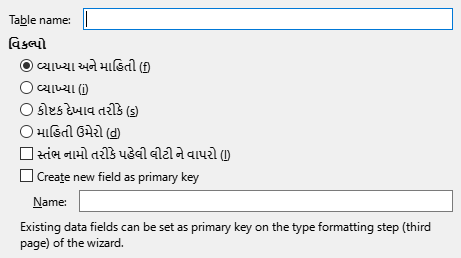 Table name:
વિકલ્પો
વ્યાખ્યા અને માહિતી (f)
વ્યાખ્યા (i)
કોષ્ટક દેખાવ તરીકે (s)
માહિતી ઉમેરો (d)
સ્તંભ નામો તરીકે પહેલી લીટી ને વાપરો (l)
Create new field as primary key
Name:
Existing data fields can be set as primary key on the type formatting step (third
page) of the wizard.